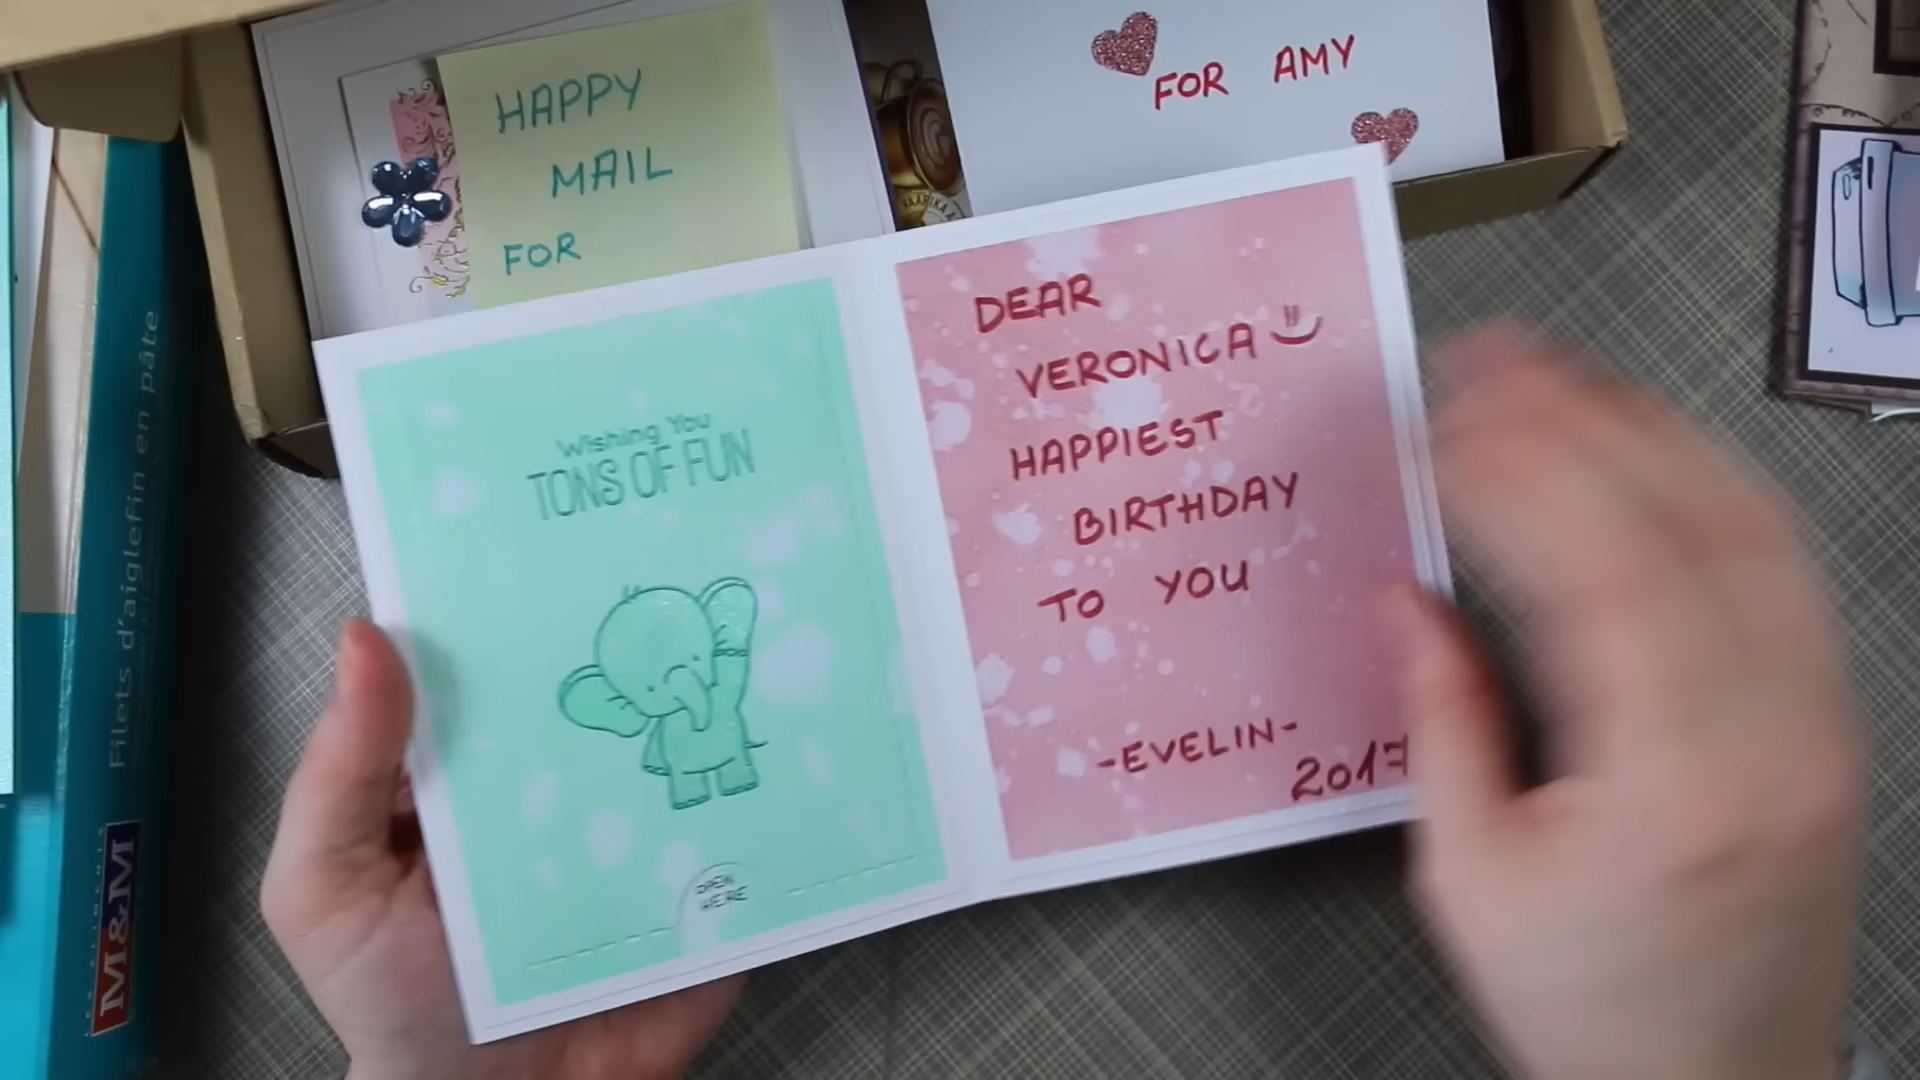 HAPPY
MAIL
FOR
FOR AMY
Wishing You
TONS OF FUN
OPEN
HERE
DEAR
VERONICA
HAPPIEST
BIRTHDAY
TO YOU
-EVELIN-
2017
Filets d'aiglefin en pâte
M&M